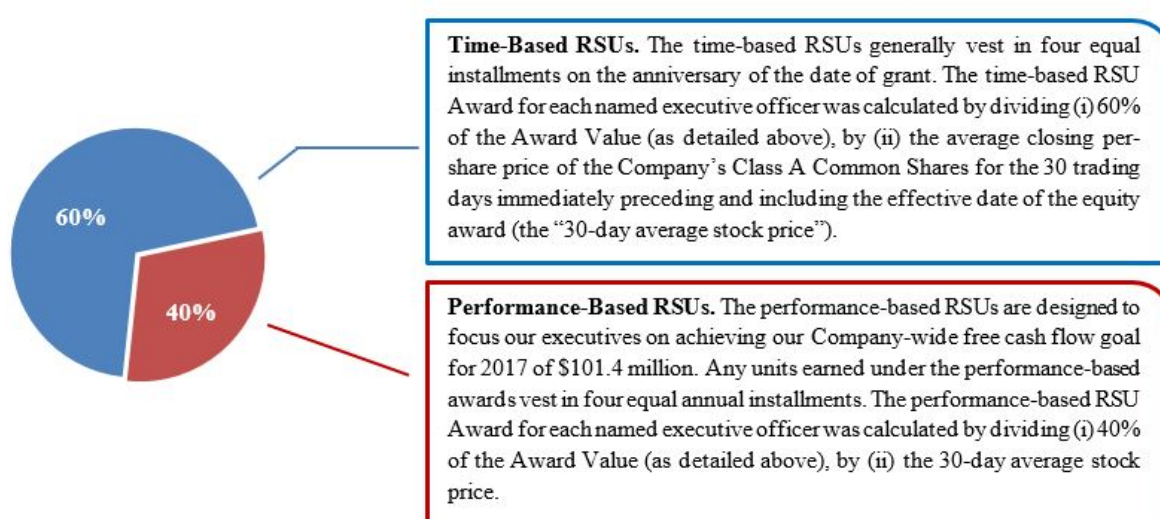 60%
40%
Time-Based RSUs. The time-based RSUs generally vest in four equal
installments on the anniversary of the date of grant. The time-based RSU
Award for each named executive officer was calculated by dividing (i) 60%
of the Award Value (as detailed above), by (ii) the average closing per-
share price of the Company’s Class A Common Shares for the 30 trading
days immediately preceding and including the effective date of the equity
award (the “30-day average stock price”).
Performance-Based RSUs. The performance-based RSUs are designed to
focus our executives on achieving our Company-wide free cash flow goal
for 2017 of $101.4 million. Any units earned under the performance-based
awards vest in four equal annual installments. The performance-based RSU
Award for each named executive officer was calculated by dividing (i) 40%
of the Award Value (as detailed above), by (ii) the 30-day average stock
price.